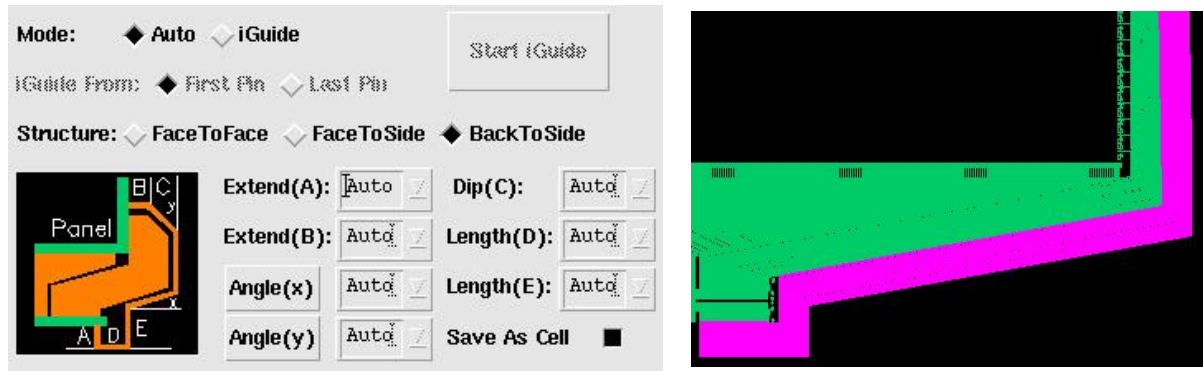 Mode: Auto iGuide
Start iGuide
iGuide From: First Pin Last Pin
Structure: FaceToFace FaceToSide BackToSide
B C
y
Panel
x
A D E
Extend(A): Auto Dip(C): Auto
Extend(B): Auto Length(D): Auto
Angle(x) Auto Length(E): Auto
Angle(y) Auto Save As Cell